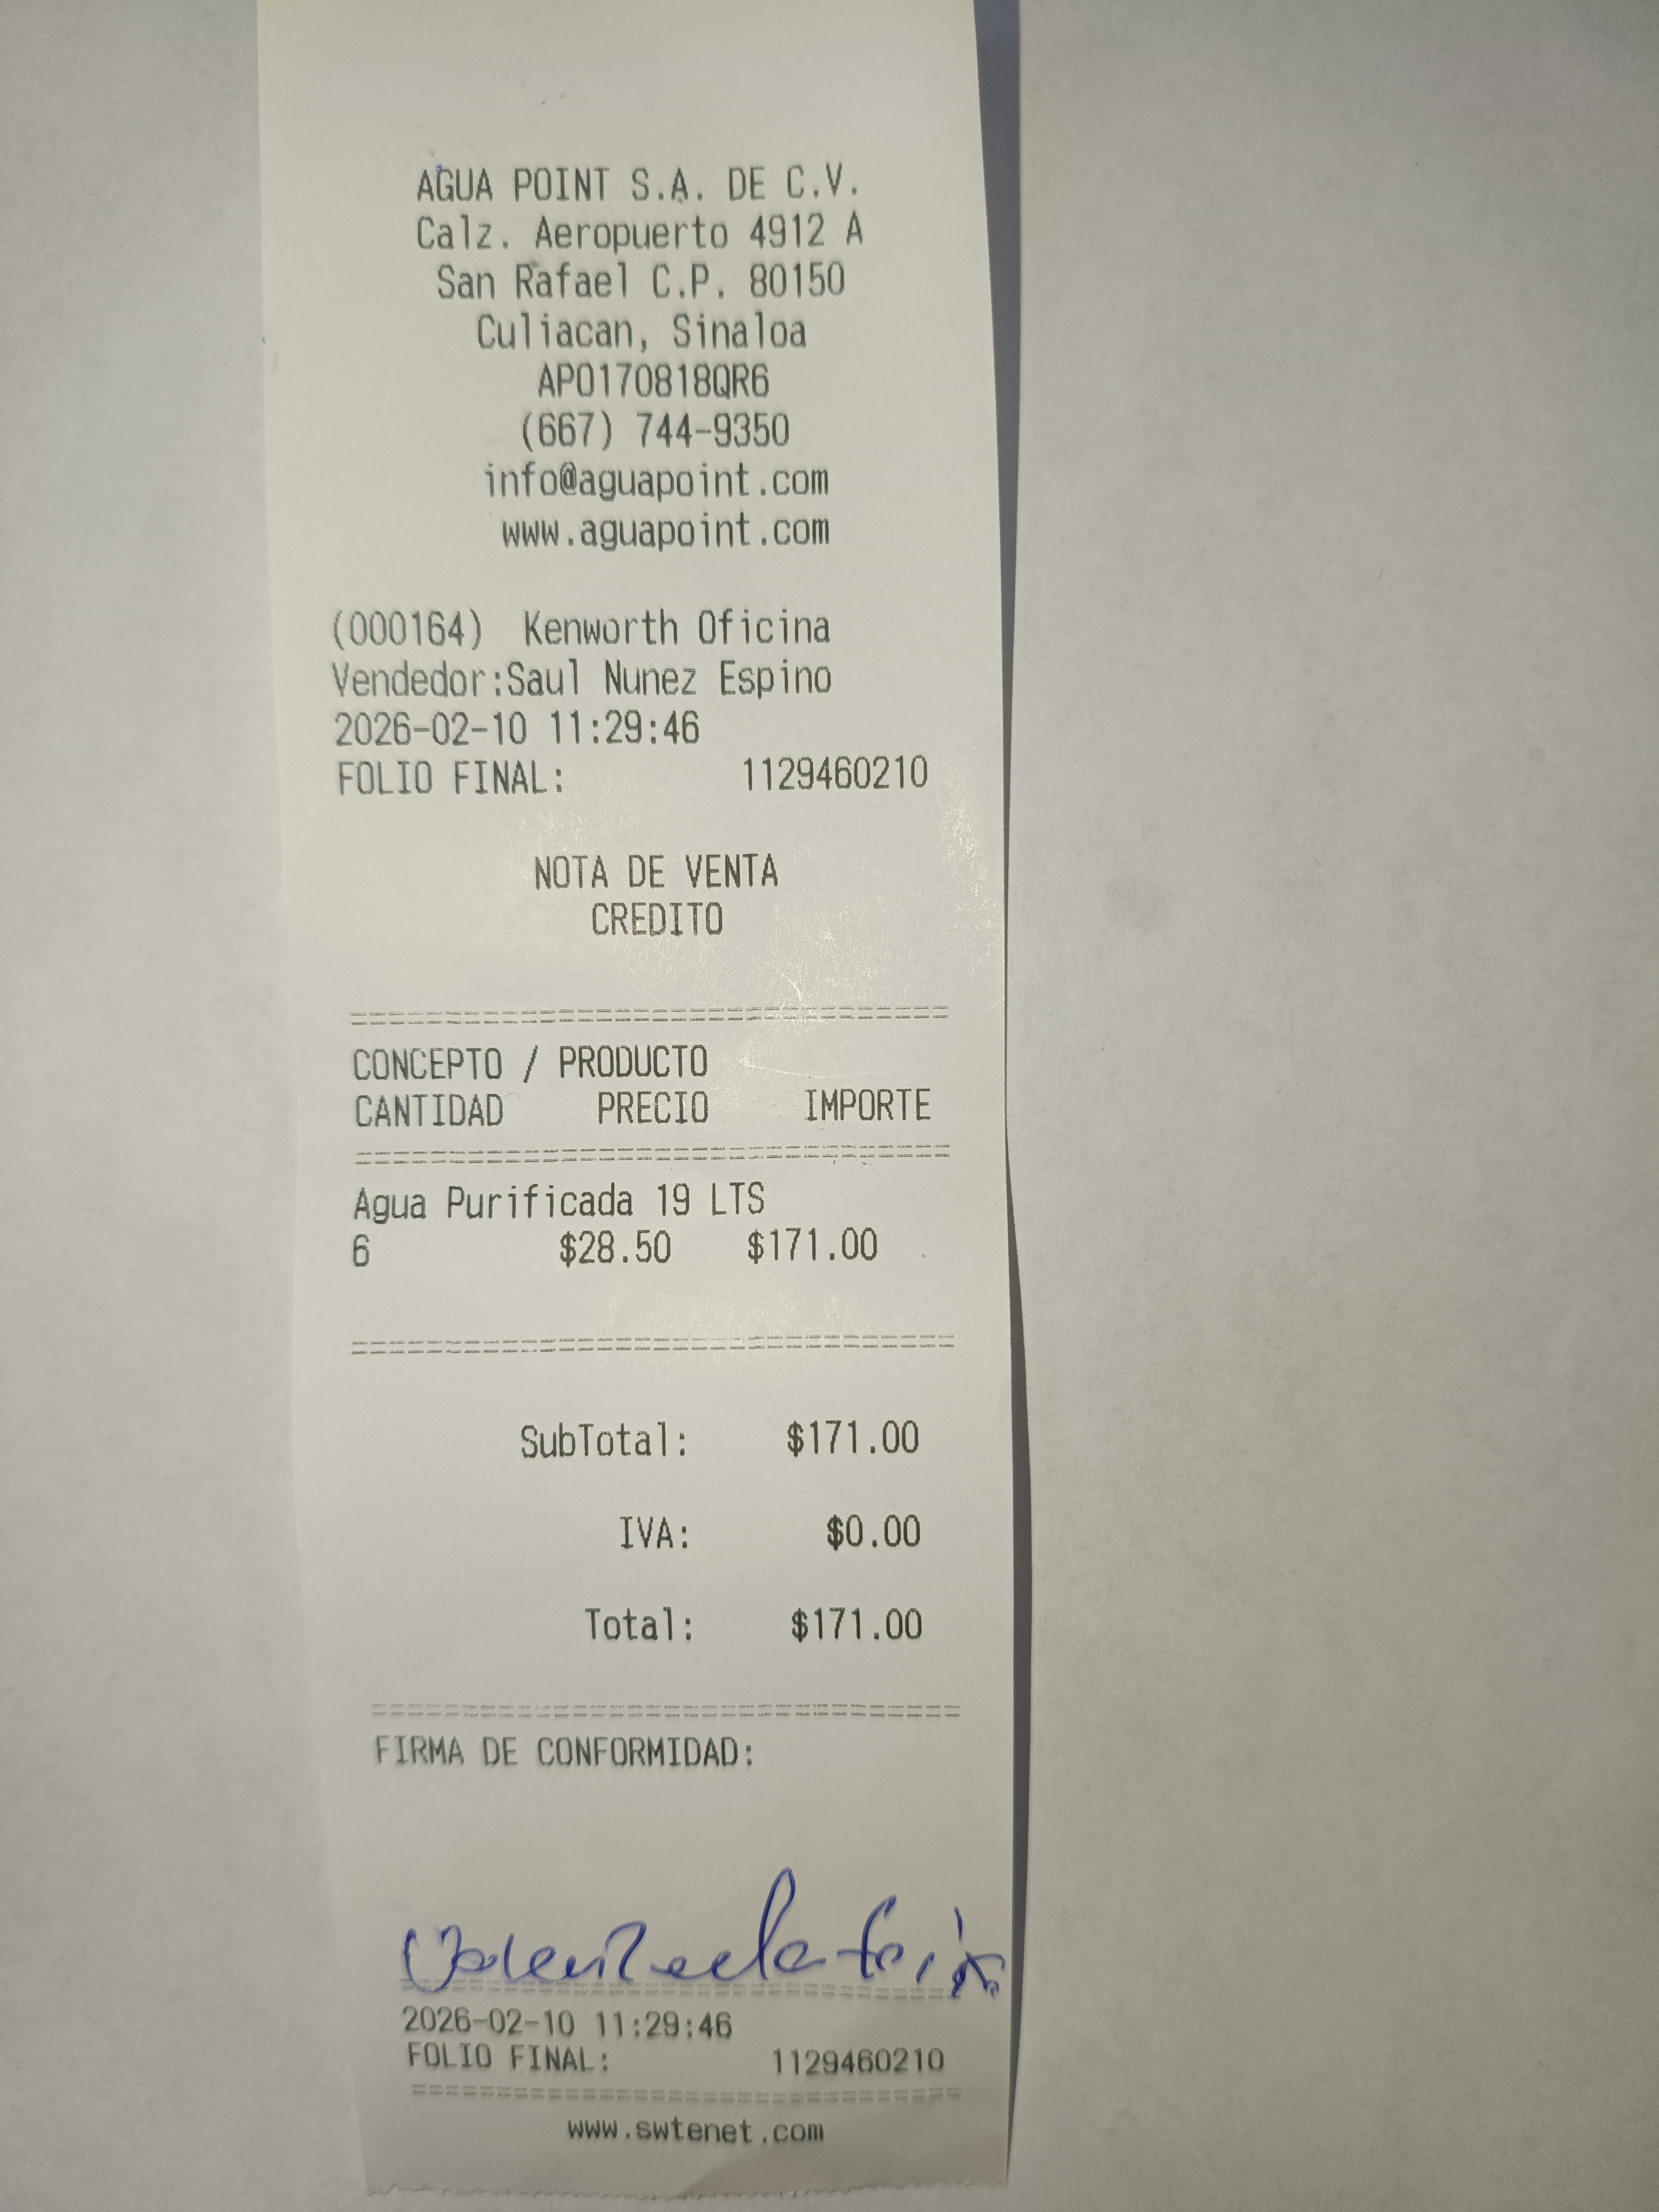 AGUA POINT S.A. DE C.V.
Calz. Aeropuerto 4912 A
San Rafael C.P. 80150
Culiacan, Sinaloa
APO170818QR6
(667) 744-9350
info@aguapoint.com
www.aguapoint.com
(000164) Kenworth Oficina
Vendedor:Saul Nunez Espino
2026-02-10 11:29:46
FOLIO FINAL: 1129460210
NOTA DE VENTA
CREDITO
CONCEPTO / PRODUCTO
CANTIDAD PRECIO IMPORTE
Agua Purificada 19 LTS
6 $28.50 $171.00
SubTotal: $171.00
IVA: $0.00
Total: $171.00
FIRMA DE CONFORMIDAD:
2026-02-10 11:29:46
FOLIO FINAL: 1129460210
www.swtenet.com